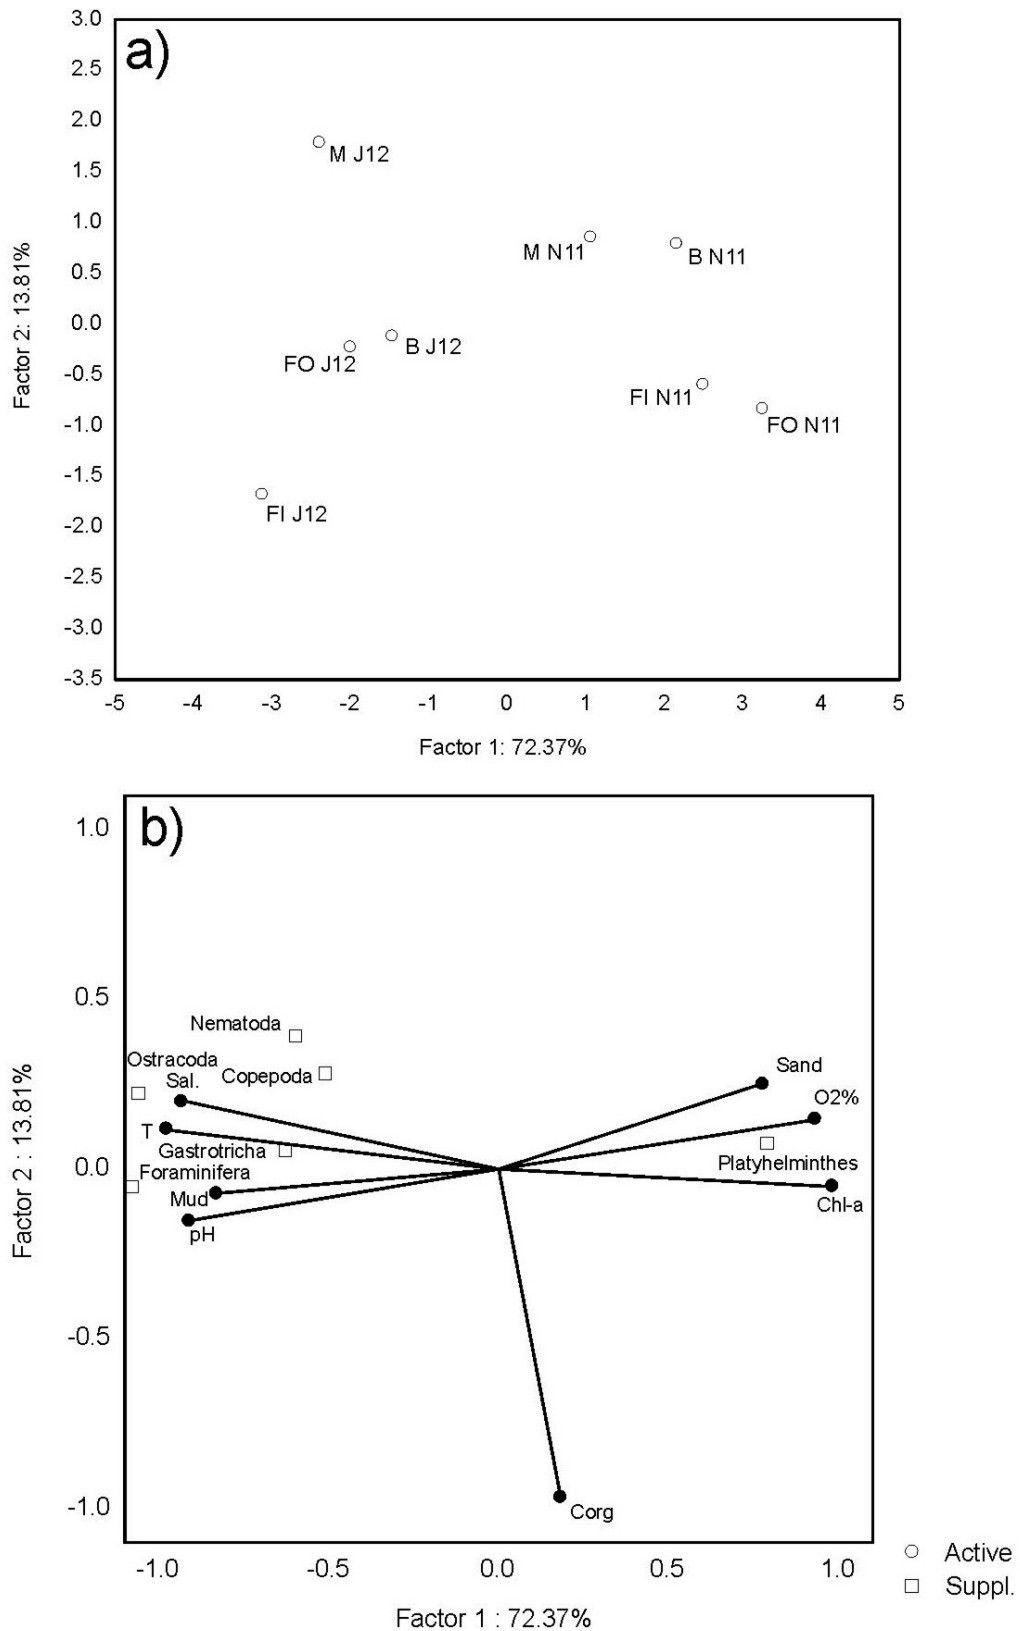 a)
3.0
2.5
2.0
1.5
1.0
0.5
0.0
-0.5
-1.0
-1.5
-2.0
-2.5
-3.0
-3.5
Factor 2: 13.81%
M J12
M N11
B N11
B J12
FO J12
FI N11
FO N11
FI J12
-5 -4 -3 -2 -1 0 1 2 3 4 5
Factor 1: 72.37%
b)
1.0
0.5
0.0
-0.5
-1.0
Factor 2 : 13.81%
Nematoda
Ostracoda
Copepoda
Sal.
Sand
O2%
T
Gastrotricha
Platyhelminthes
Foraminifera
Mud
Chl-a
pH
Corg
-1.0 -0.5 0.0 0.5 1.0
Factor 1 : 72.37%
Active
Suppl.